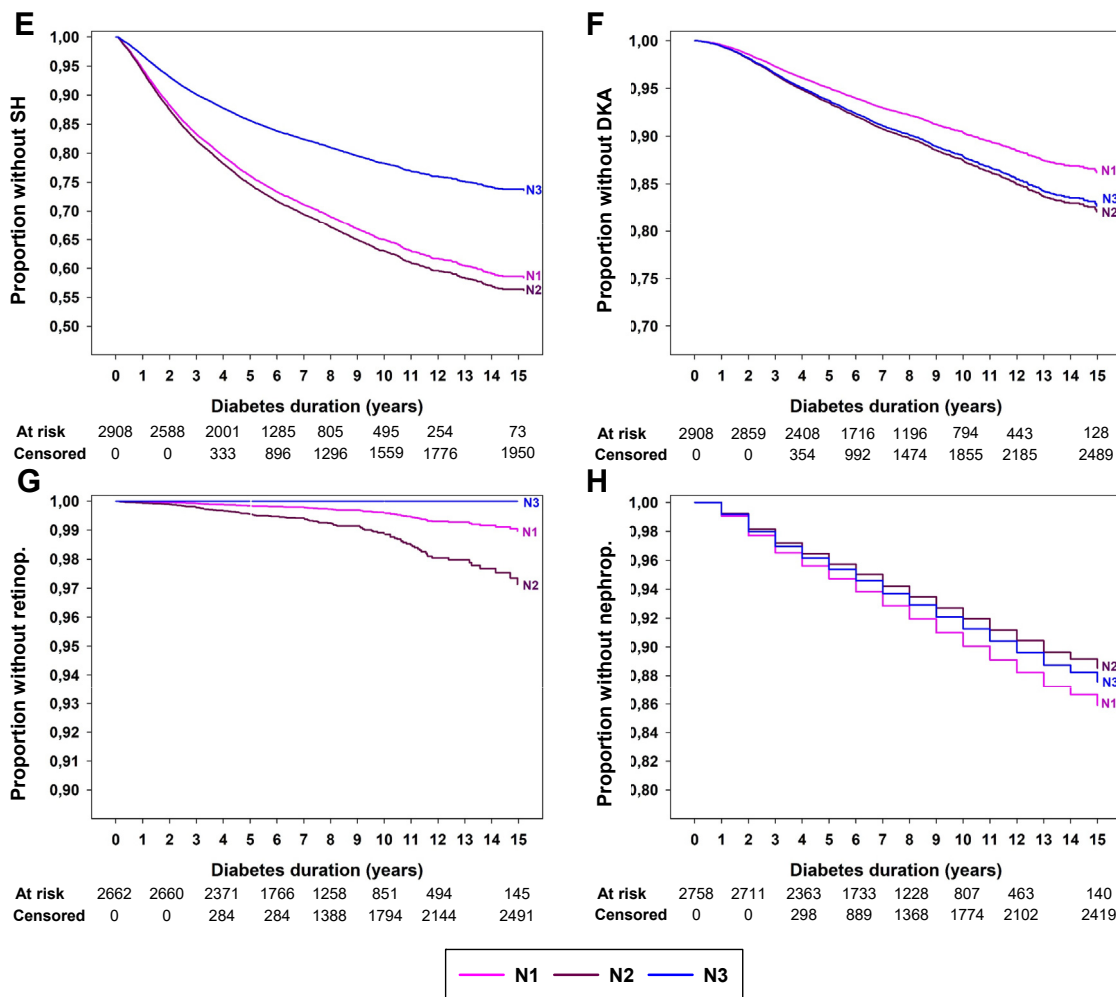 E
Proportion without SH
1,00
0,95
0,90
0,85
0,80
0,75
0,70
0,65
0,60
0,55
0,50
N3
N1
N2
0 1 2 3 4 5 6 7 8 9 10 11 12 13 14 15
Diabetes duration (years)
At risk 2908 2588 2001 1285 805 495 254 73
Censored 0 0 333 896 1296 1559 1776 1950
F
Proportion without DKA
1,00
0,95
0,90
0,85
0,80
0,75
0,70
N1
N3
N2
0 1 2 3 4 5 6 7 8 9 10 11 12 13 14 15
Diabetes duration (years)
At risk 2908 2859 2408 1716 1196 794 443 128
Censored 0 0 354 992 1474 1855 2185 2489
G
Proportion without retinop.
1,00
0,99
0,98
0,97
0,96
0,95
0,94
0,93
0,92
0,91
0,90
N3
N1
N2
0 1 2 3 4 5 6 7 8 9 10 11 12 13 14 15
Diabetes duration (years)
At risk 2662 2660 2371 1766 1258 851 494 145
Censored 0 0 284 284 1388 1794 2144 2491
H
Proportion without nephrop.
1,00
0,98
0,96
0,94
0,92
0,90
0,88
0,86
0,84
0,82
0,80
N2
N3
N1
0 1 2 3 4 5 6 7 8 9 10 11 12 13 14 15
Diabetes duration (years)
At risk 2758 2711 2363 1733 1228 807 463 140
Censored 0 0 298 889 1368 1774 2102 2419
N1 N2 N3